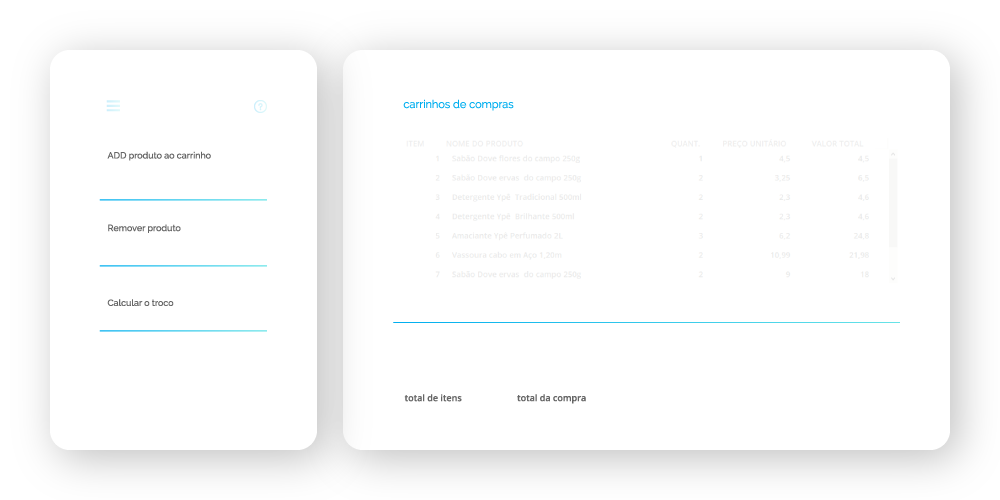 ADD produto ao carrinho
Remover produto
Calcular o troco
carrinhos de compras
ITEM NOME DO PRODUTO QUANT. PREÇO UNITÁRIO VALOR TOTAL
1 Sabão Dove flores do campo 250g 1 4,5 4,5
2 Sabão Dove ervas do campo 250g 2 3,25 6,5
3 Detergente Ypê Tradicional 500ml 2 2,3 4,6
4 Detergente Ypê Brilhante 500ml 2 2,3 4,6
5 Amaciante Ypê Perfumado 2L 3 24,8
6 Vassoura cabo em Aço 1,20m 2 10,99 21,98
7 Sabão Dove ervas do campo 250g 2 18
total de itens total da compra